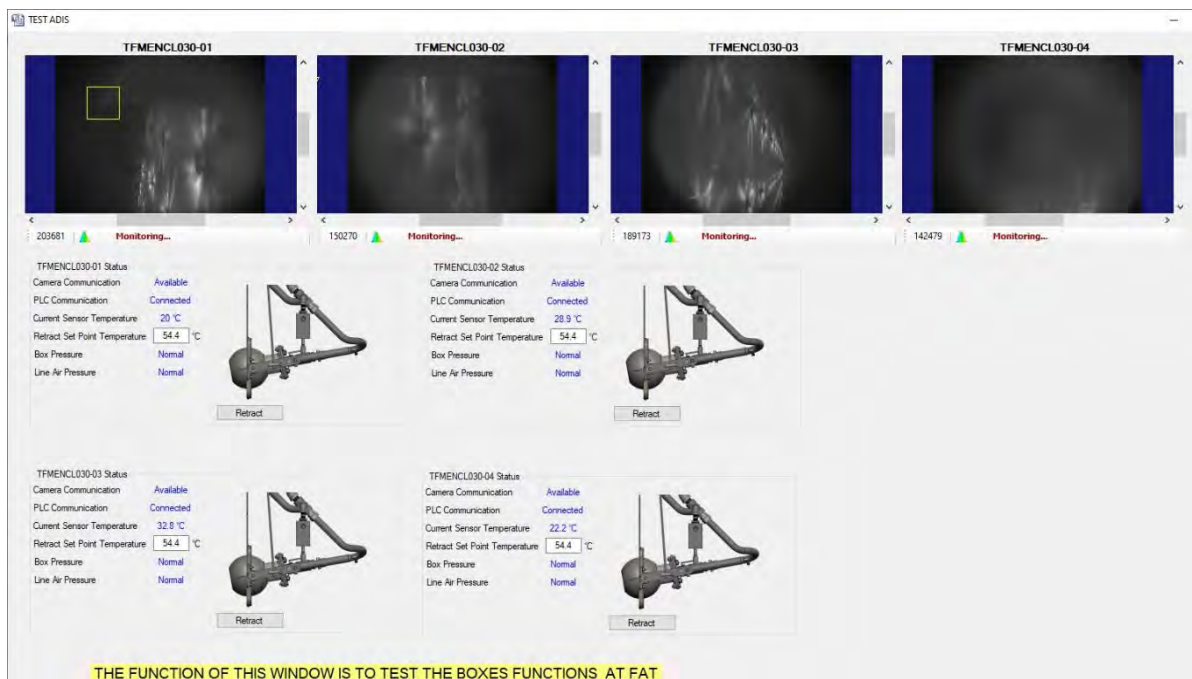 TEST ADIS
TFMENCL030-01 TFMENCL030-02 TFMENCL030-03 TFMENCL030-04
203681 Monitoring... 150270 Monitoring... 189173 Monitoring... 142479 Monitoring...
TFMENCL030-01 Status
Camera Communication Available
PLC Communication Connected
Current Sensor Temperature 20 °C
Retract Set Point Temperature 54.4 °C
Box Pressure Normal
Line Air Pressure Normal
Retract
TFMENCL030-02 Status
Camera Communication Available
PLC Communication Connected
Current Sensor Temperature 28.9 °C
Retract Set Point Temperature 54.4 °C
Box Pressure Normal
Line Air Pressure Normal
Retract
TFMENCL030-03 Status
Camera Communication Available
PLC Communication Connected
Current Sensor Temperature 32.8 °C
Retract Set Point Temperature 54.4 °C
Box Pressure Normal
Line Air Pressure Normal
Retract
TFMENCL030-04 Status
Camera Communication Available
PLC Communication Connected
Current Sensor Temperature 22.2 °C
Retract Set Point Temperature 54.4 °C
Box Pressure Normal
Line Air Pressure Normal
Retract
THE FUNCTION OF THIS WINDOW IS TO TEST THE BOXES FUNCTIONS AT FAT